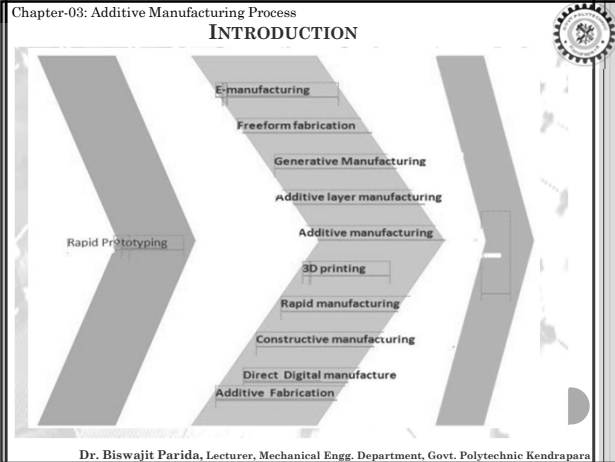 Chapter-03: Additive Manufacturing Process
INTRODUCTION
E-manufacturing
Freeform fabrication
Generative Manufacturing
Additive layer manufacturing
Additive manufacturing
Rapid Prototyping
3D printing
Rapid manufacturing
Constructive manufacturing
Direct Digital manufacture
Additive Fabrication
Dr. Biswajit Parida, Lecturer, Mechanical Engg. Department, Govt. Polytechnic Kendrapara